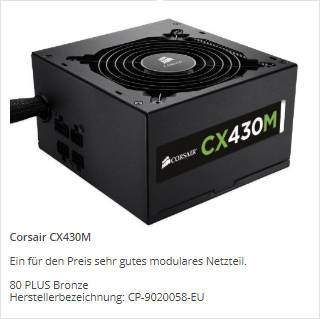 CORSAIR CX430M
Corsair CX430M
Ein für den Preis sehr gutes modulares Netzteil.
80 PLUS Bronze
Herstellerbezeichnung: CP-9020058-EU